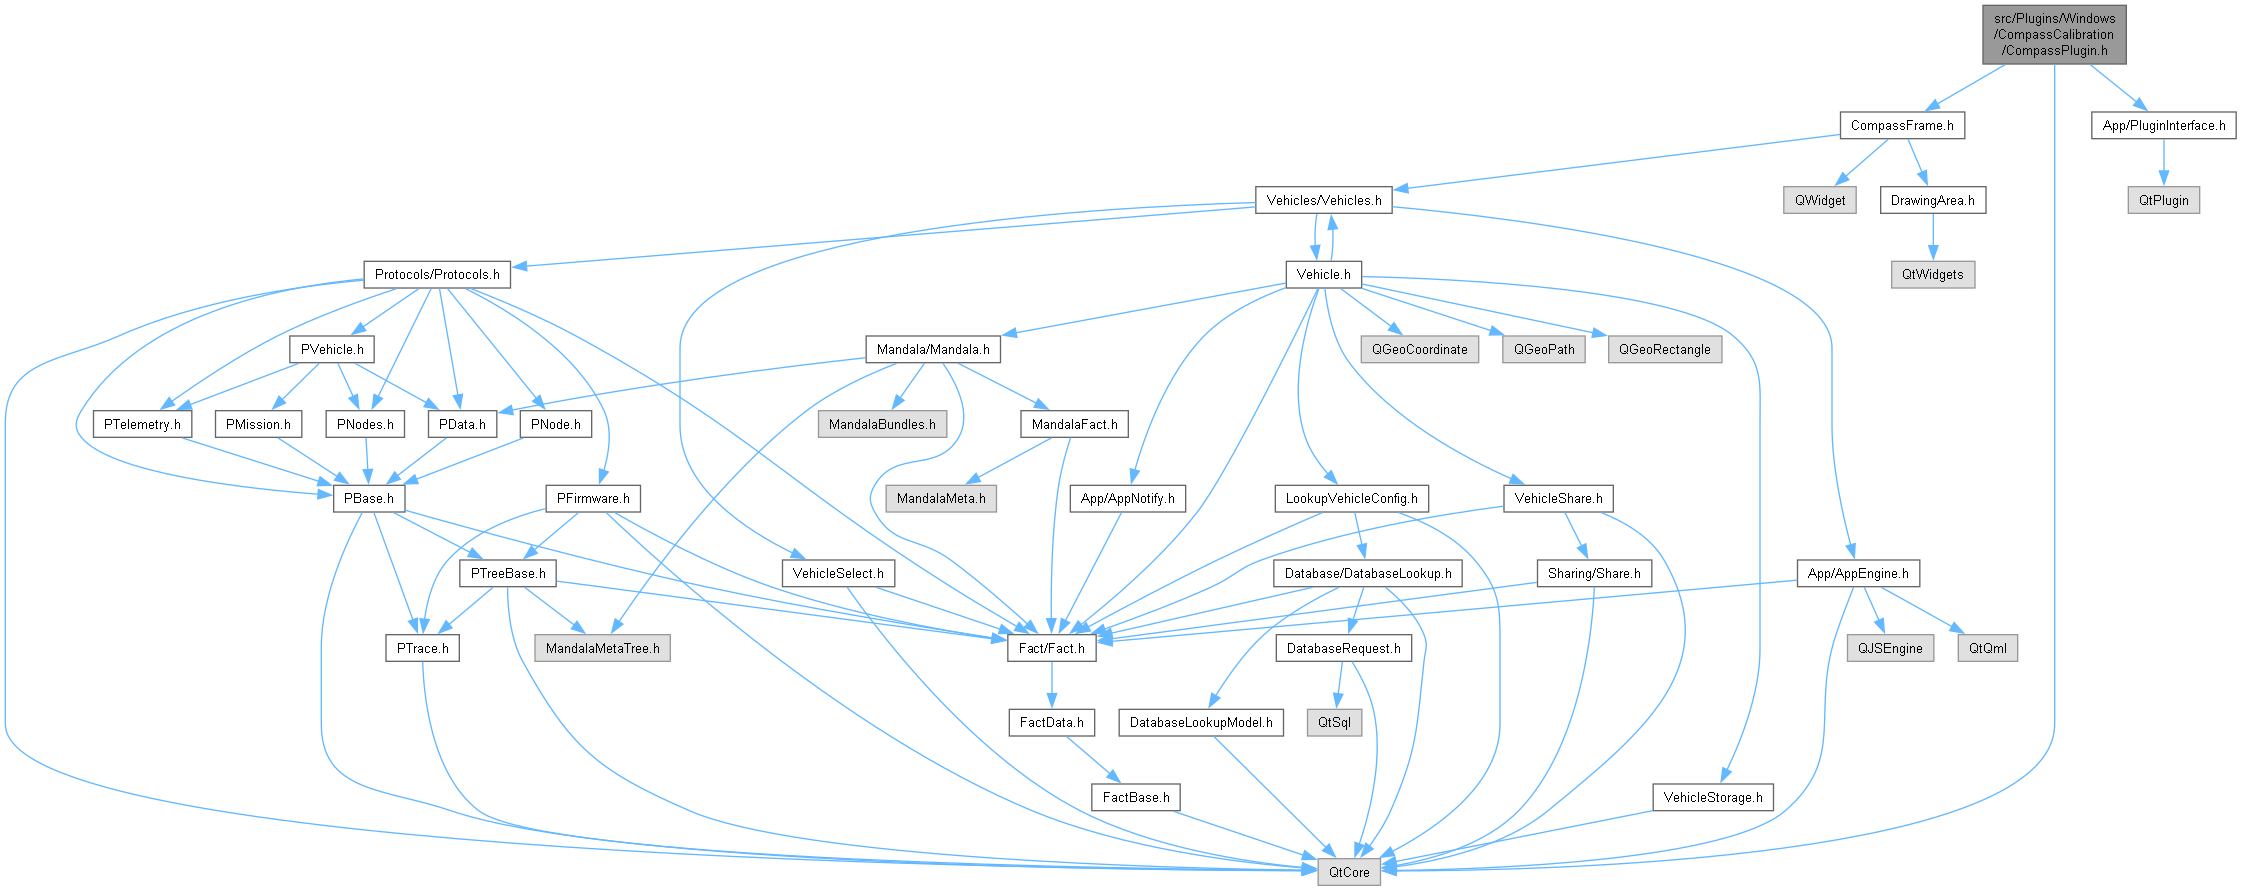 src/Plugins/Windows
/CompassCalibration
/CompassPlugin.h
CompassFrame.h
App/PluginInterface.h
Vehicles/Vehicles.h
QWidget
DrawingArea.h
QtPlugin
Protocols/Protocols.h
Vehicle.h
QtWidgets
PVehicle.h
Mandala/Mandala.h
QGeoCoordinate
QGeoPath
QGeoRectangle
PTelemetry.h
PMission.h
PNodes.h
PData.h
PNode.h
MandalaBundles.h
MandalaFact.h
PBase.h
PFirmware.h
MandalaMeta.h
App/AppNotify.h
LookupVehicleConfig.h
VehicleShare.h
PTreeBase.h
VehicleSelect.h
Database/DatabaseLookup.h
Sharing/Share.h
App/AppEngine.h
PTrace.h
MandalaMetaTree.h
Fact/Fact.h
DatabaseRequest.h
QJSEngine
QtQml
FactData.h
DatabaseLookupModel.h
QtSql
FactBase.h
VehicleStorage.h
QtCore